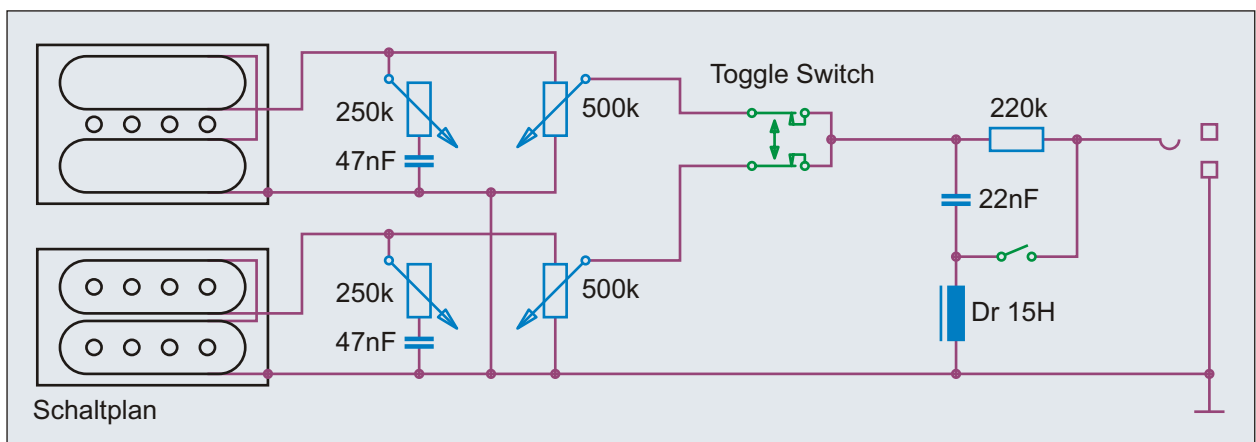 Toggle Switch
250k
500k
220k
47nF
22nF
250k
500k
Dr 15H
47nF
Schaltplan